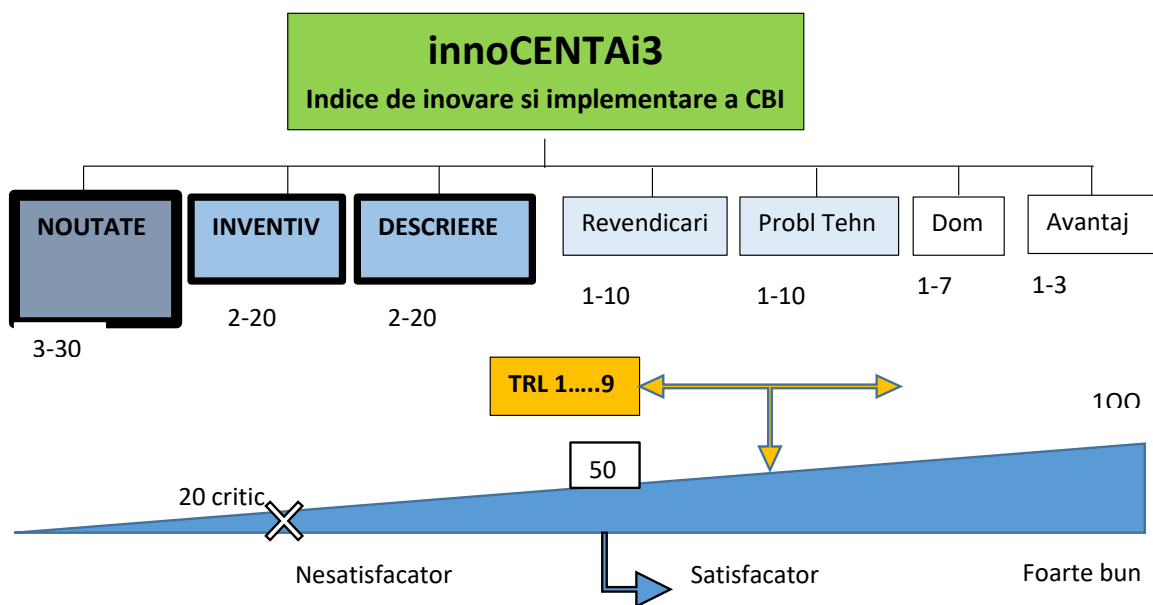 innoCENTAi3
Indice de inovare si implementare a CBI
NOUTATE
INVENTIV
DESCRIERE
Revendicari
Probl Tehn
Dom
Avantaj
3-30
2-20
2-20
1-10
1-10
1-7
1-3
TRL 1…..9
1OO
50
20 critic
Nesatisfacator
Satisfacator
Foarte bun